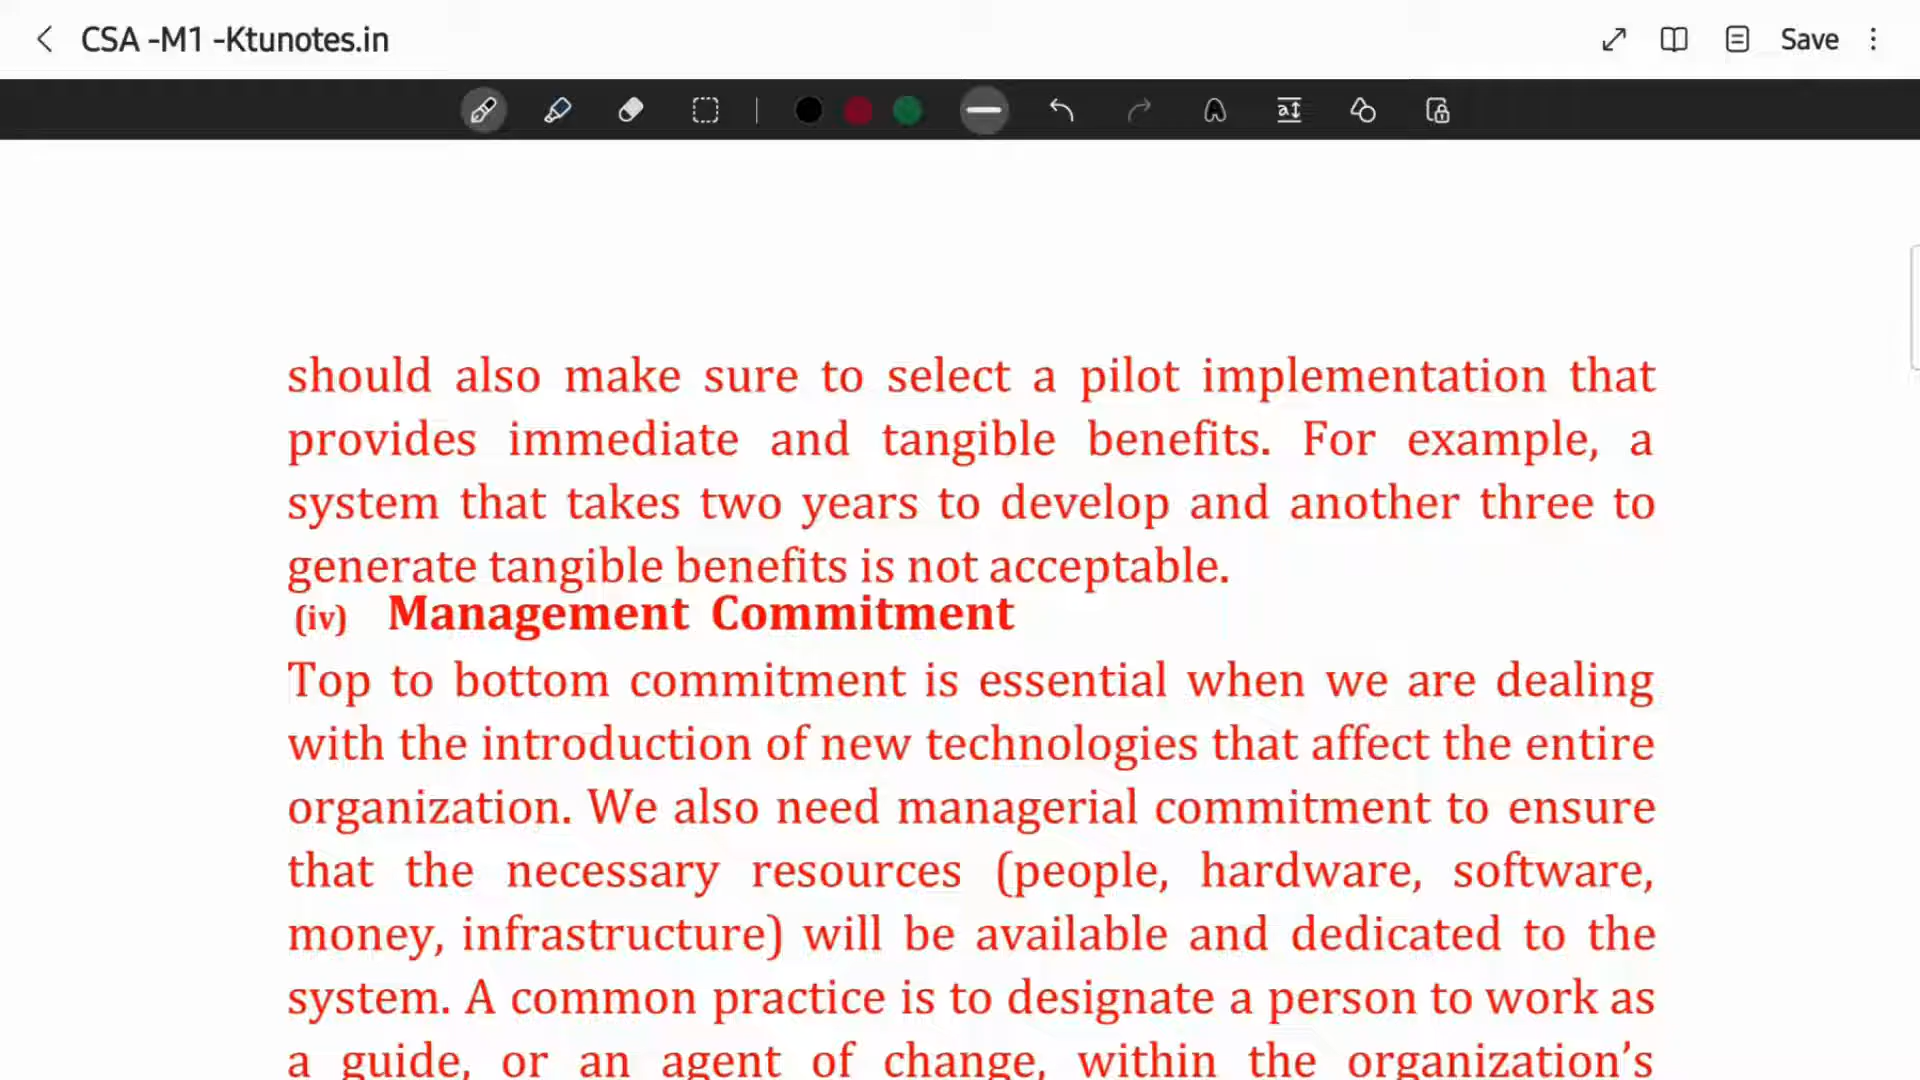 CSA -M1 -Ktunotes.in
Save
should also make sure to select a pilot implementation that
provides immediate and tangible benefits. For example, a
system that takes two years to develop and another three to
generate tangible benefits is not acceptable.
(iv) Management Commitment
Top to bottom commitment is essential when we are dealing
with the introduction of new technologies that affect the entire
organization. We also need managerial commitment to ensure
that the necessary resources (people, hardware, software,
money, infrastructure) will be available and dedicated to the
system. A common practice is to designate a person to work as
a guide, or an agent of change, within the organization’s